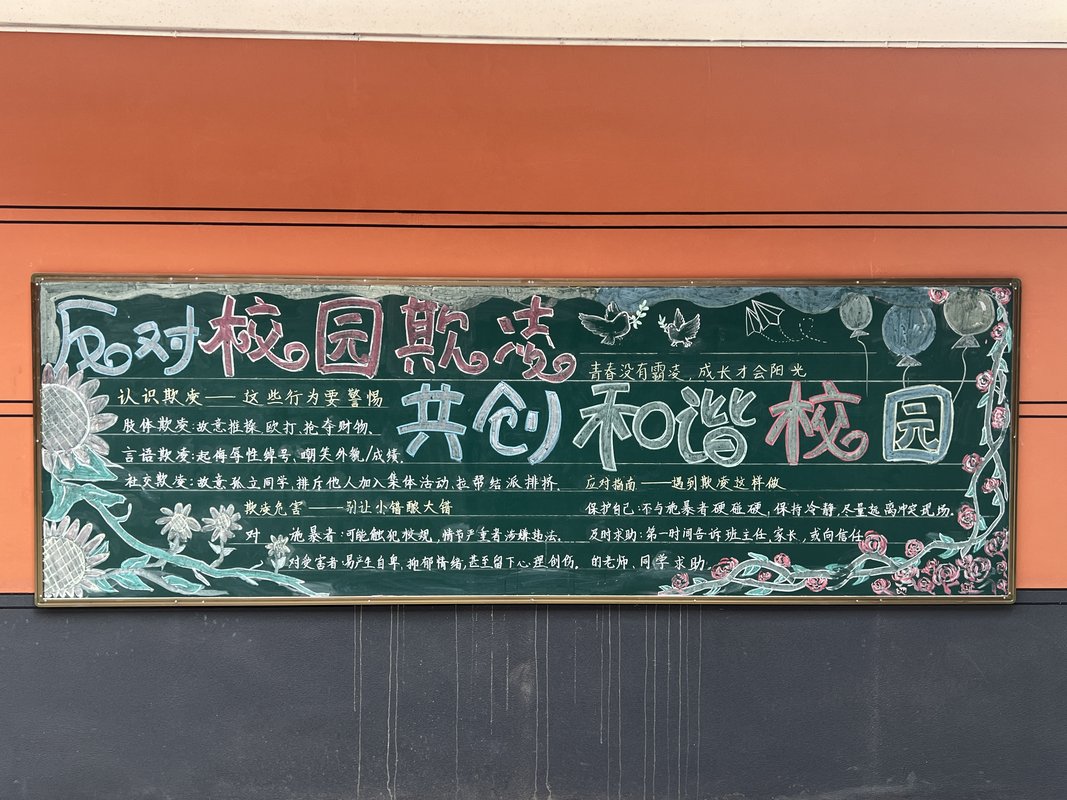 反对校园欺凌
青春没有霸凌，成长才会阳光
共创和谐校园
认识欺凌——这些行为要警惕
肢体欺凌：故意推搡、欧打、抢夺财物、
言语欺凌：起侮辱性绰号、嘲笑外貌/成绩、
社交欺凌：故意孤立同学、排斥他人加入集体活动、拉帮结派排挤.
欺凌危害——别让小错酿大错
对施暴者：可能触犯校规，情节严重者涉嫌违法。
对受害者：易产生自卑、抑郁情绪，甚至留下心理创伤。
应对指南——遇到欺凌这样做
保护自己：不与施暴者硬碰硬，保持冷静，尽量远离冲突现场。
及时求助：第一时间告诉班主任、家长，或向信任
的老师、同学求助